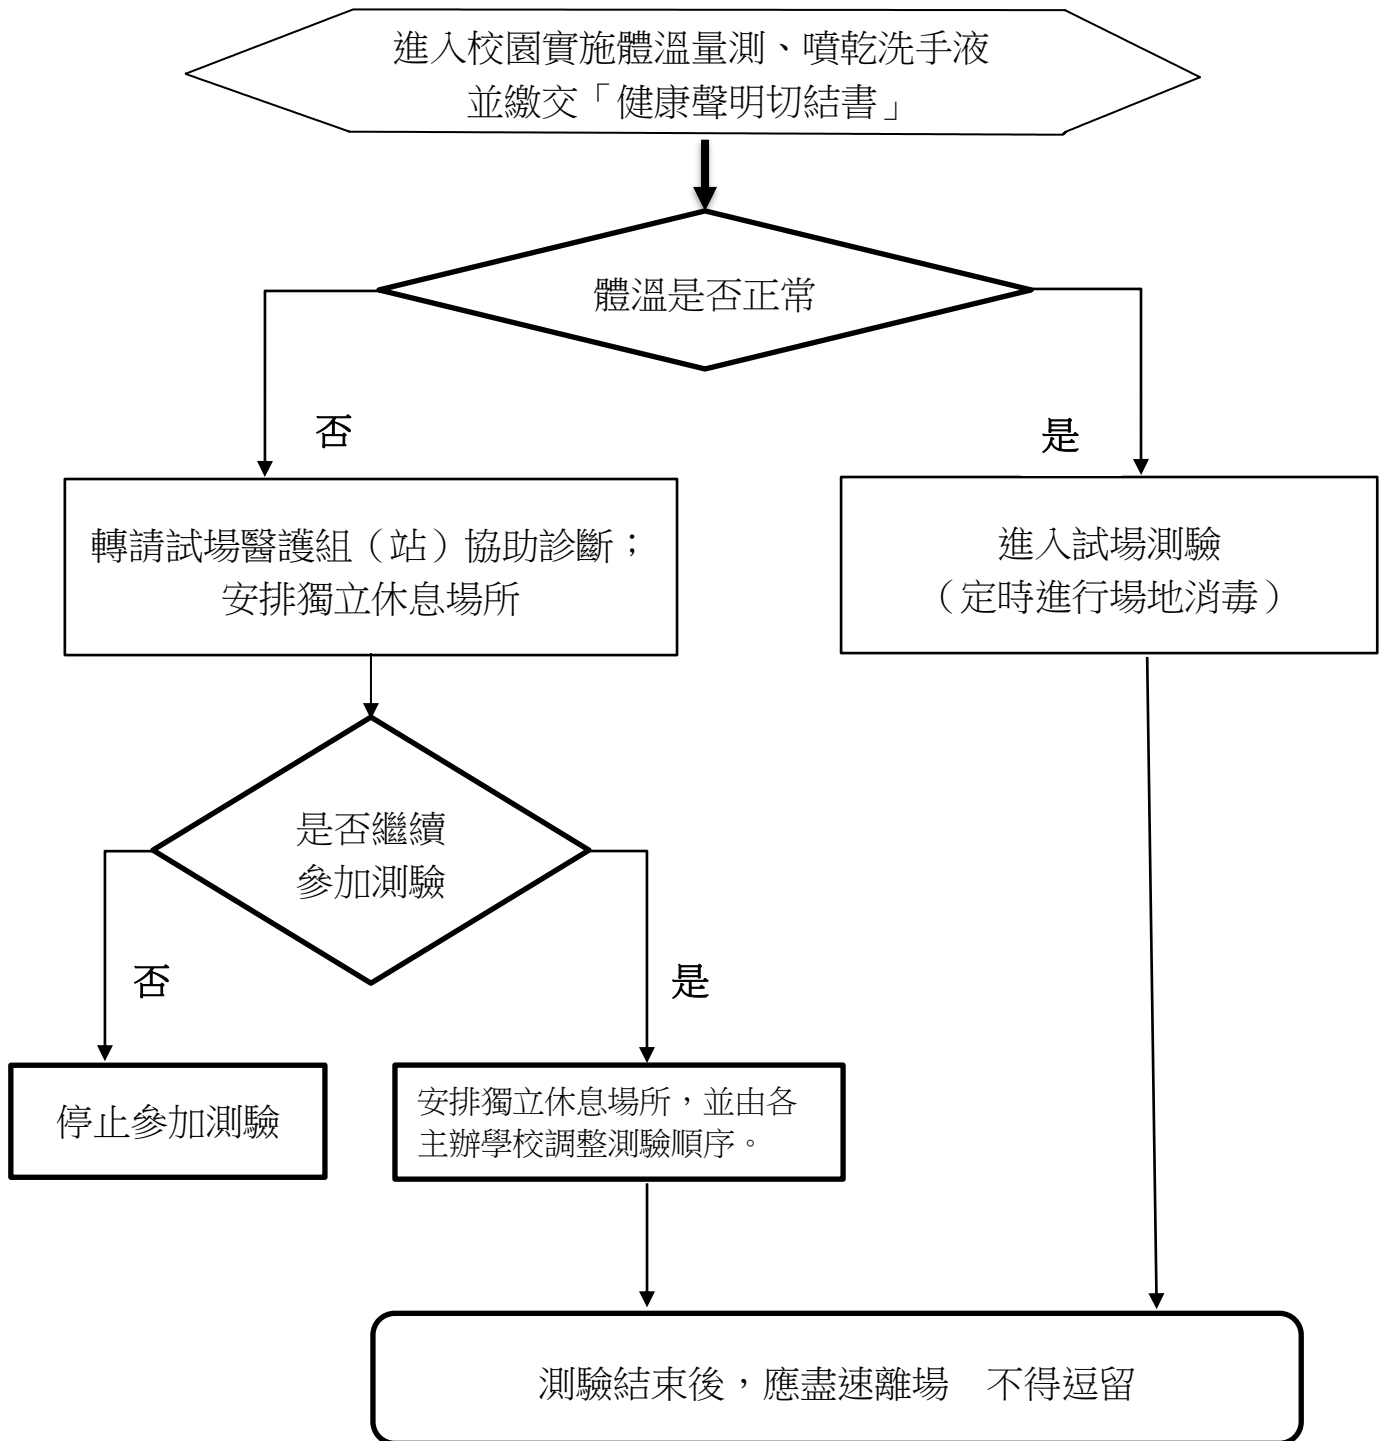 進入校園實施體溫量測、噴乾洗手液
並繳交「健康聲明切結書」
體溫是否正常
否
是
轉請試場醫護組（站）協助診斷；
安排獨立休息場所
進入試場測驗
（定時進行場地消毒）
是否繼續
參加測驗
否
是
停止參加測驗
安排獨立休息場所，並由各
主辦學校調整測驗順序。
測驗結束後，應盡速離場　不得逗留